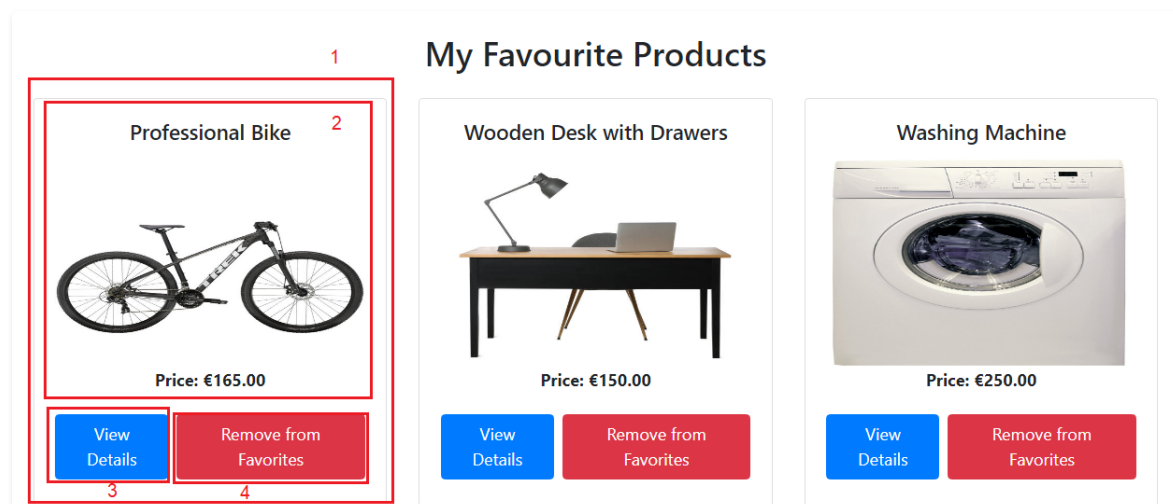 1
My Favourite Products
2
Professional Bike
TREK
Price: €165.00
View
Details
Remove from
Favorites
3
4
Wooden Desk with Drawers
Price: €150.00
View
Details
Remove from
Favorites
Washing Machine
Price: €250.00
View
Details
Remove from
Favorites